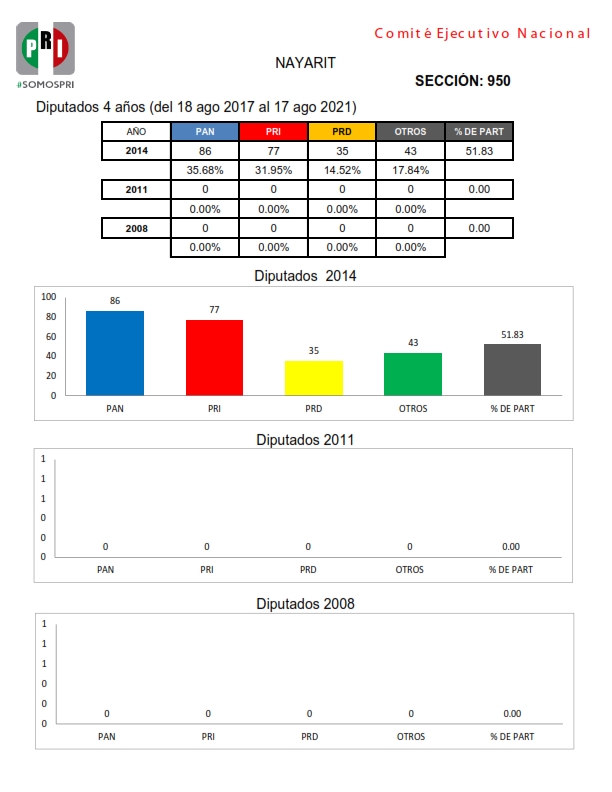 Comité Ejecutivo Nacional
PRI
#SOMOSPRI
NAYARIT
SECCIÓN: 950
Diputados 4 años (del 18 ago 2017 al 17 ago 2021)
AÑO PAN PRI PRD OTROS % DE PART
2014 86 77 35 43 51.83
35.68% 31.95% 14.52% 17.84%
2011 0 0 0 0 0.00
0.00% 0.00% 0.00% 0.00%
2008 0 0 0 0 0.00
0.00% 0.00% 0.00% 0.00%
Diputados 2014
100
80
60
40
20
0
86 77 35 43 51.83
PAN PRI PRD OTROS % DE PART
Diputados 2011
1
1
1
0
0
0
0 0 0 0 0.00
PAN PRI PRD OTROS % DE PART
Diputados 2008
1
1
1
0
0
0
0 0 0 0 0.00
PAN PRI PRD OTROS % DE PART